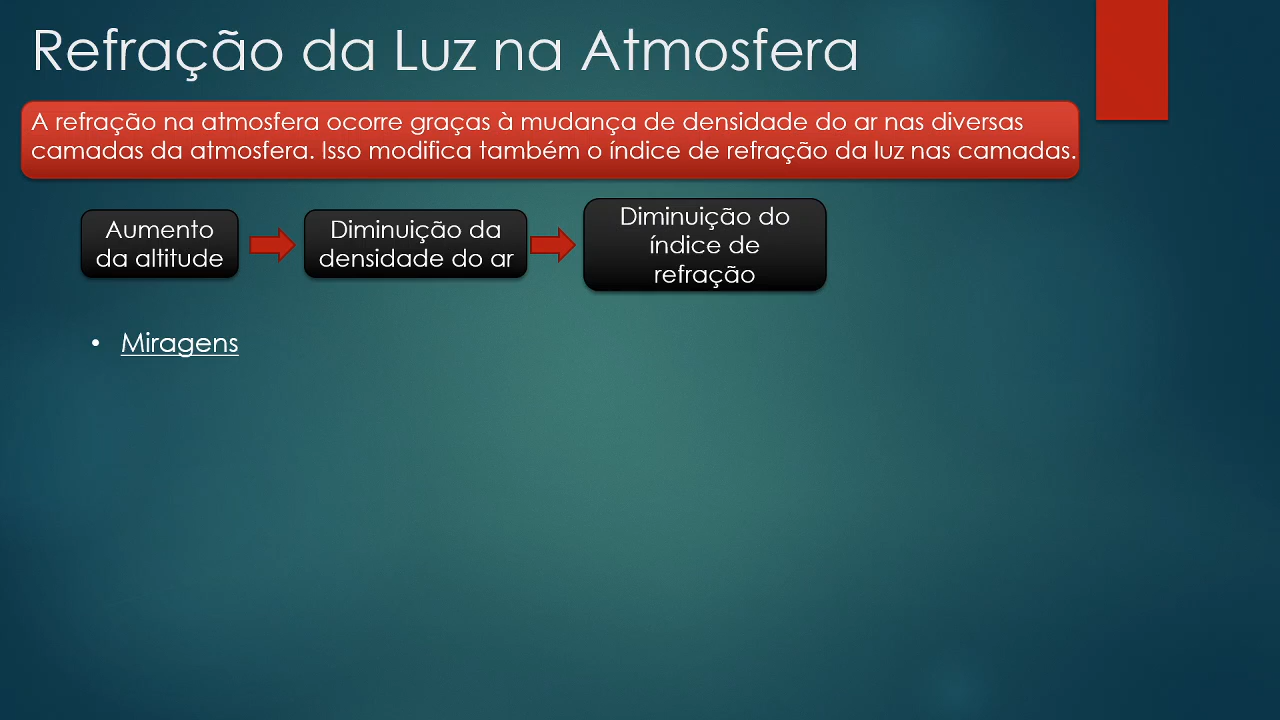 Refração da Luz na Atmosfera
A refração na atmosfera ocorre graças à mudança de densidade do ar nas diversas
camadas da atmosfera. Isso modifica também o índice de refração da luz nas camadas.
Aumento
da altitude
Diminuição da
densidade do ar
Diminuição do
índice de
refração
• Miragens